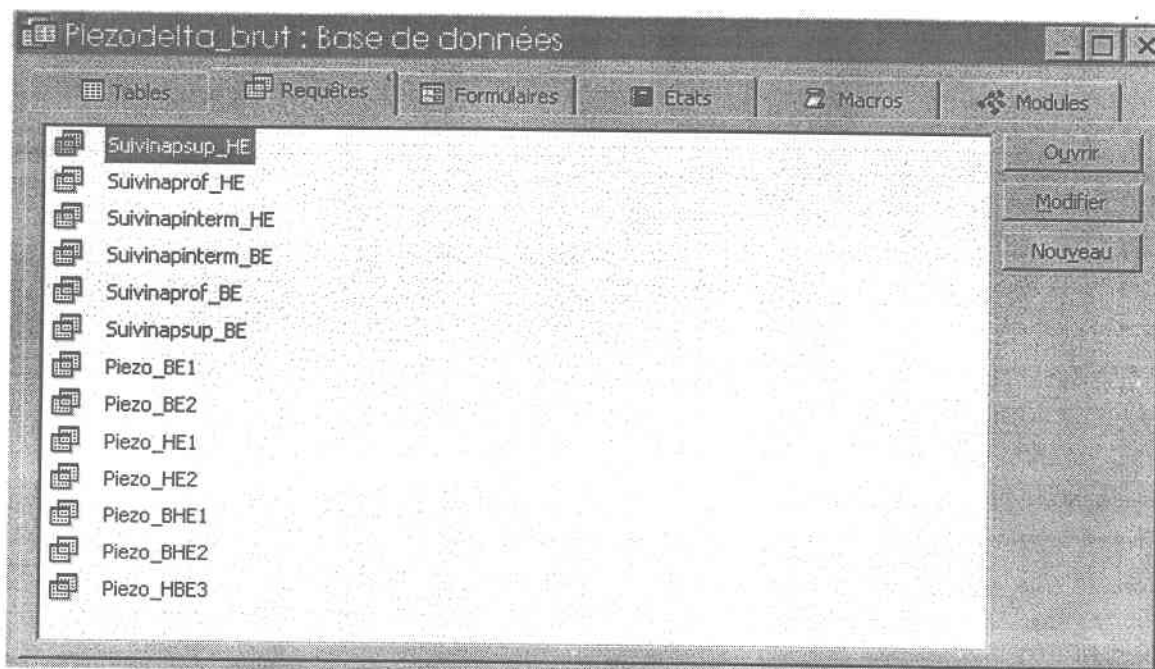 Piezodelta_brut : Base de données
Tables Requêtes Formulaires États Macros Modules
Suivinapsup_HE
Suivinaprof_HE
Suivinapinterm_HE
Suivinapinterm_BE
Suivinaprof_BE
Suivinapsup_BE
Piezo_BE1
Piezo_BE2
Piezo_HE1
Piezo_HE2
Piezo_BHE1
Piezo_BHE2
Piezo_HBE3
Ouvrir
Modifier
Nouveau